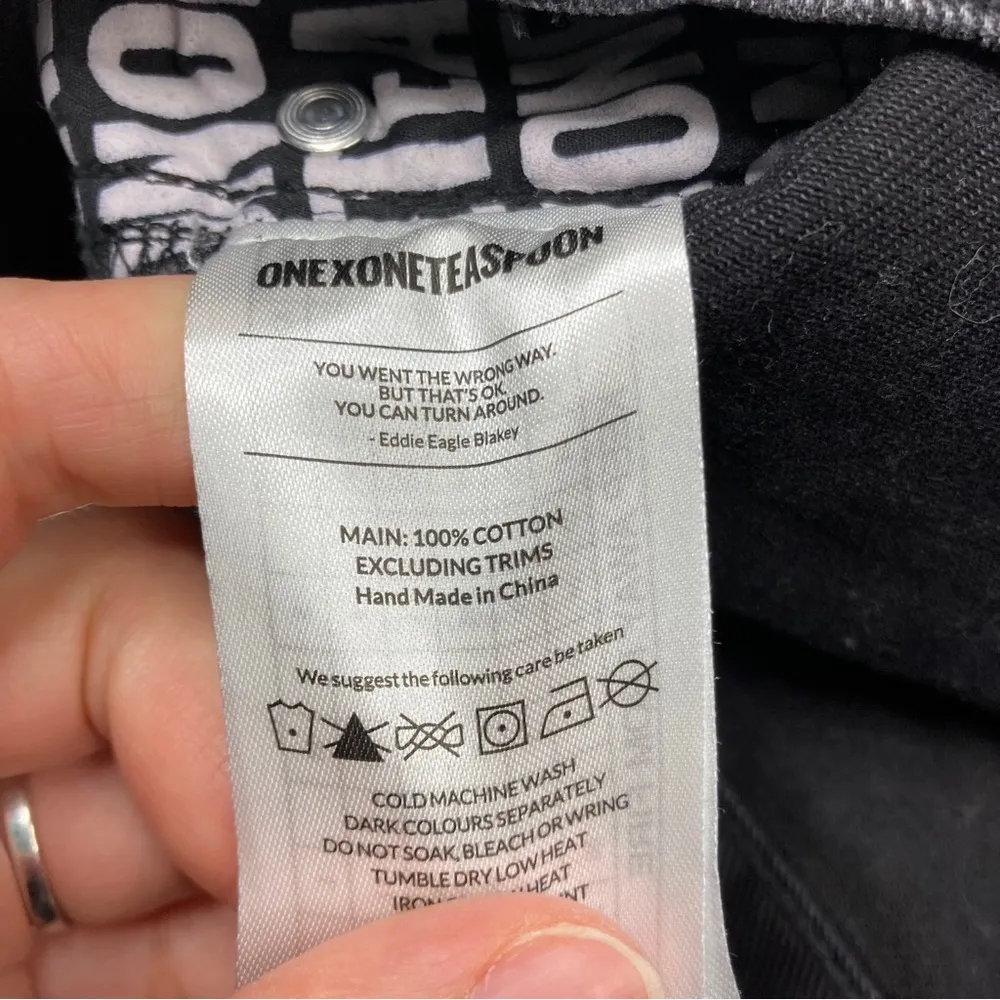 ONEXONETEASPOON
YOU WENT THE WRONG WAY.
BUT THAT'S OK.
YOU CAN TURN AROUND.
- Eddie Eagle Blakey
MAIN: 100% COTTON
EXCLUDING TRIMS
Hand Made in China
We suggest the following care be taken
COLD MACHINE WASH
DARK COLOURS SEPARATELY
DO NOT SOAK, BLEACH OR WRING
TUMBLE DRY LOW HEAT
IRON HEAT